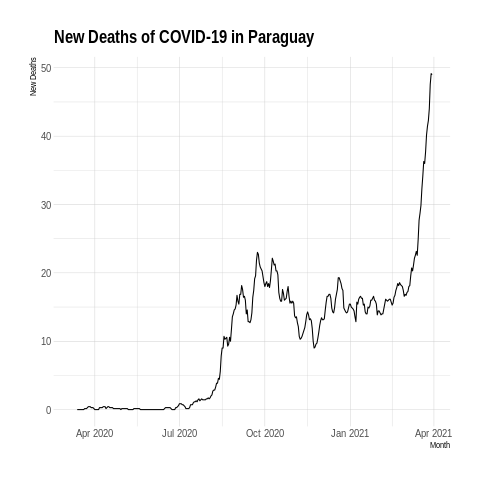 New Deaths of COVID-19 in Paraguay
New Deaths
50
40
30
20
10
0
Apr 2020 Jul 2020 Oct 2020 Jan 2021 Apr 2021
Month